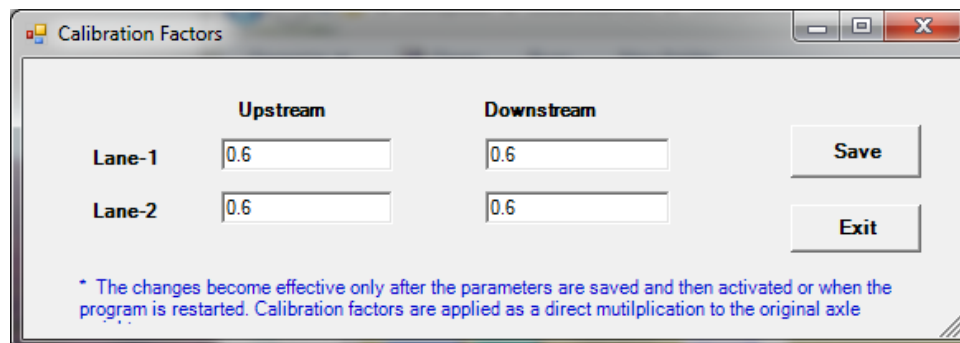 Calibration Factors
Upstream Downstream
Lane-1 0.6 0.6 Save
Lane-2 0.6 0.6
Exit
* The changes become effective only after the parameters are saved and then activated or when the
program is restarted. Calibration factors are applied as a direct mutilplication to the original axle